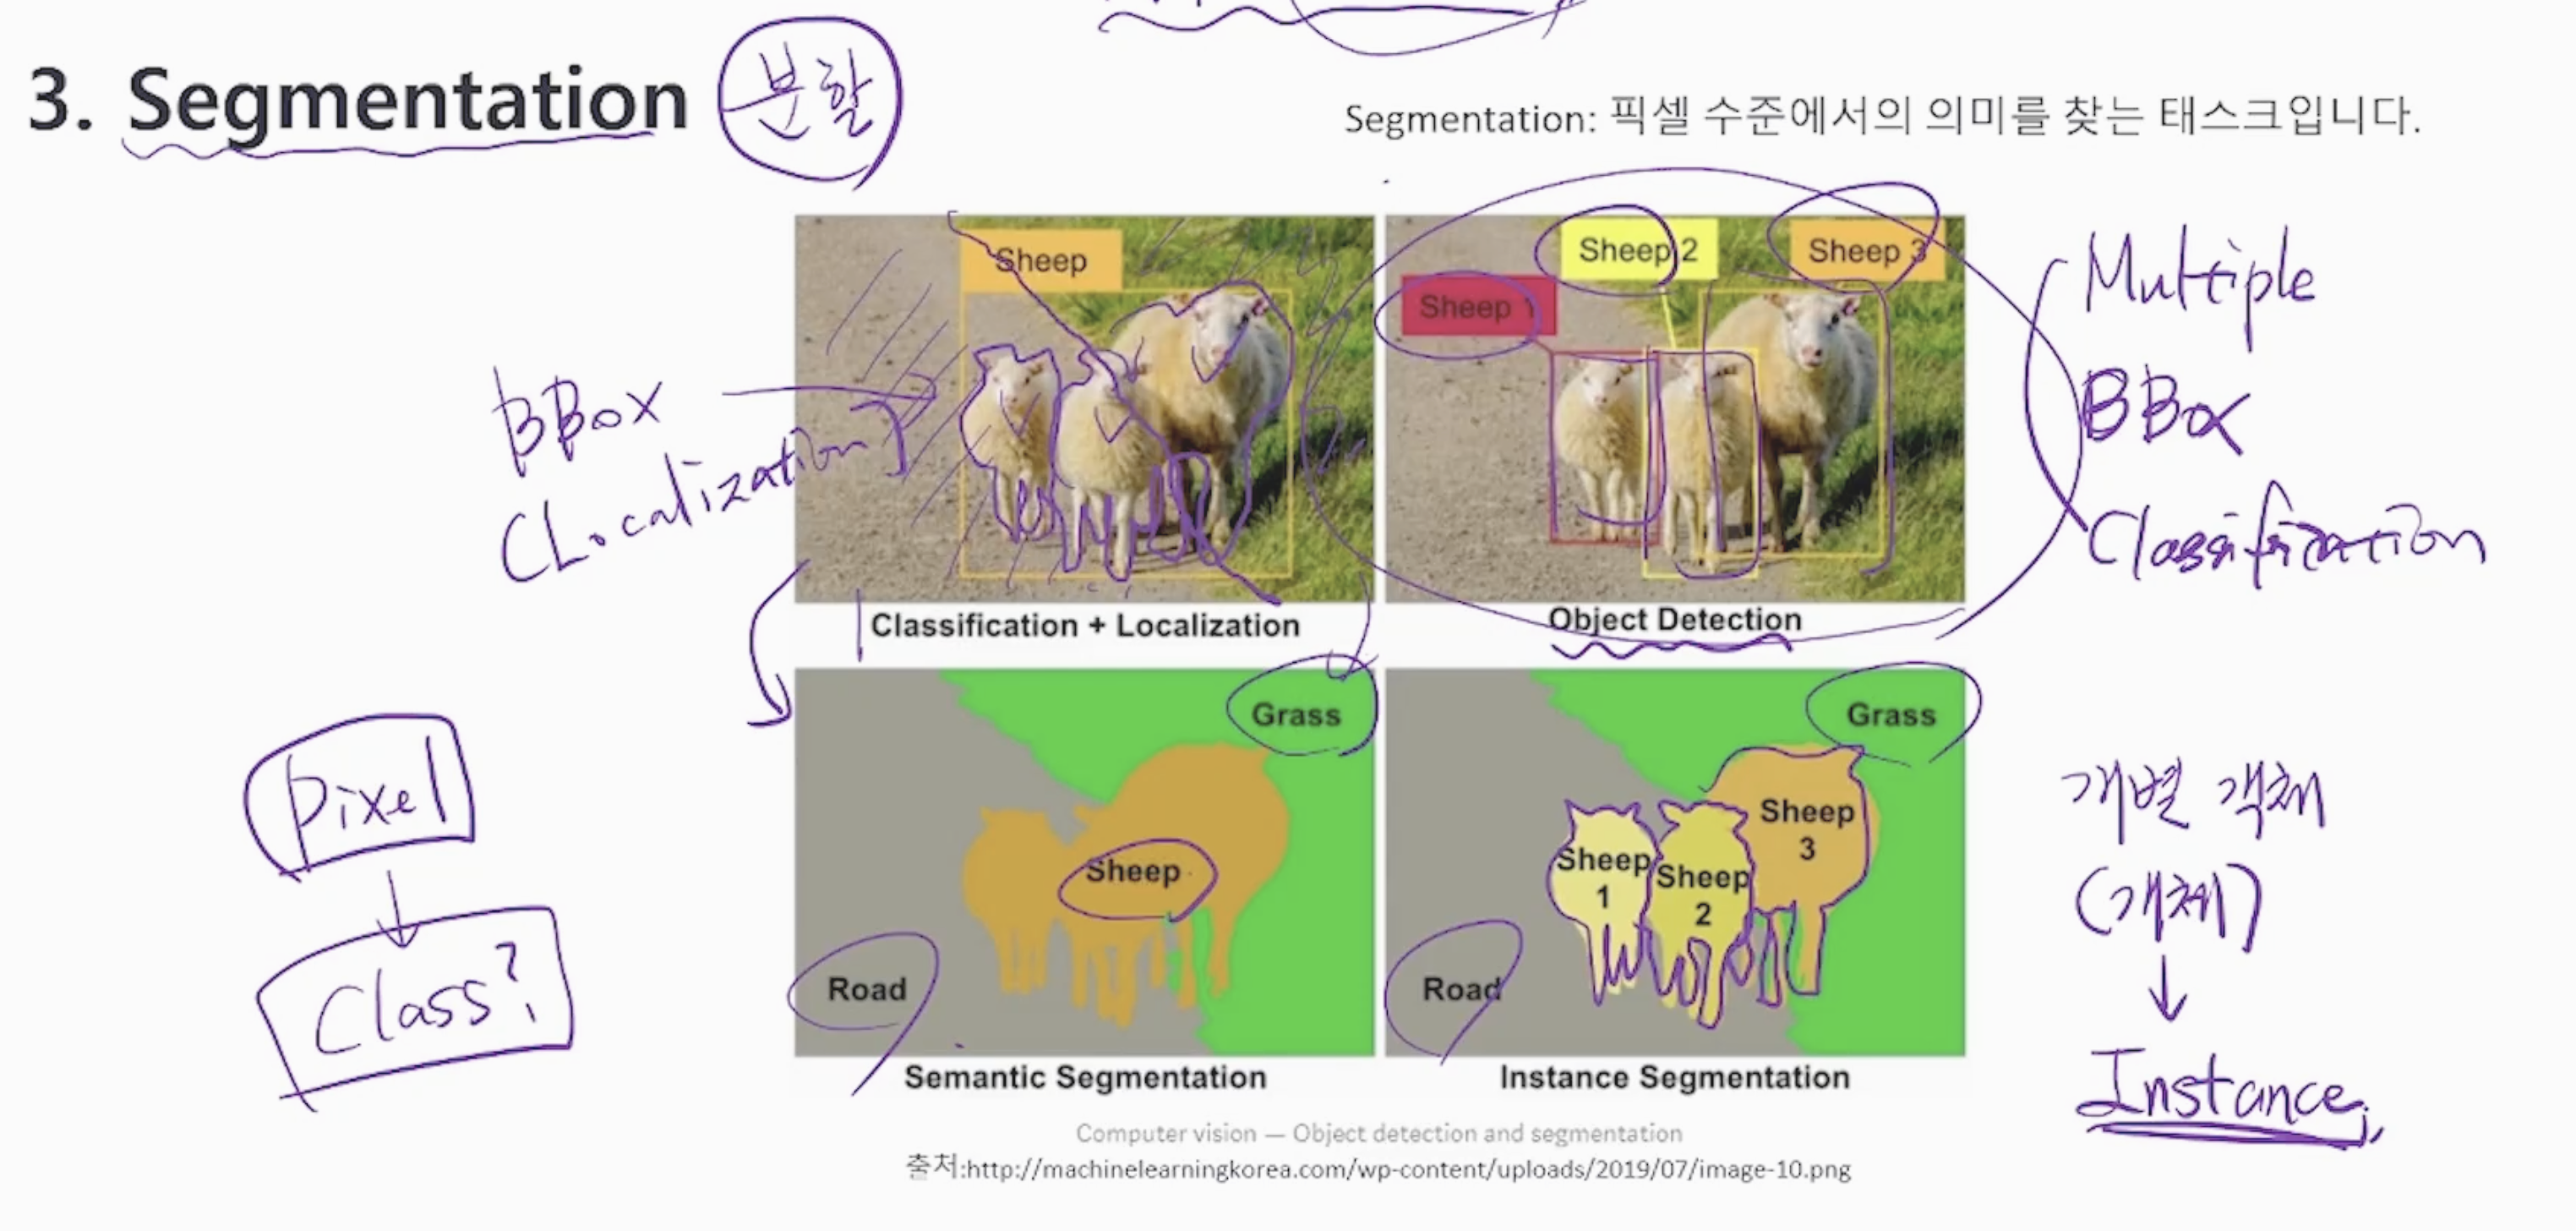 3. Segmentation 분할
Segmentation: 픽셀 수준에서의 의미를 찾는 태스크입니다.
Sheep
Sheep 1
Sheep 2
Sheep 3
BBox
(Localization)
Multiple
BBox
Classification
Classification + Localization
Object Detection
Pixel
Class?
Grass
Sheep
Road
Grass
Sheep 1
Sheep 2
Sheep 3
Road
개별 객체
(개체)
Instance
Semantic Segmentation
Instance Segmentation
Computer vision — Object detection and segmentation
출처:http://machinelearningkorea.com/wp-content/uploads/2019/07/image-10.png